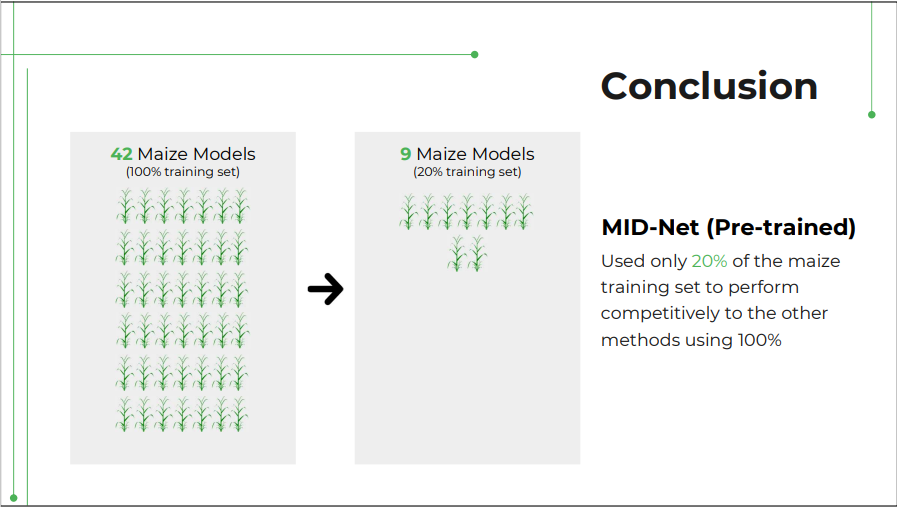 Conclusion
42 Maize Models
(100% training set)
9 Maize Models
(20% training set)
MID-Net (Pre-trained)
Used only 20% of the maize
training set to perform
competitively to the other
methods using 100%